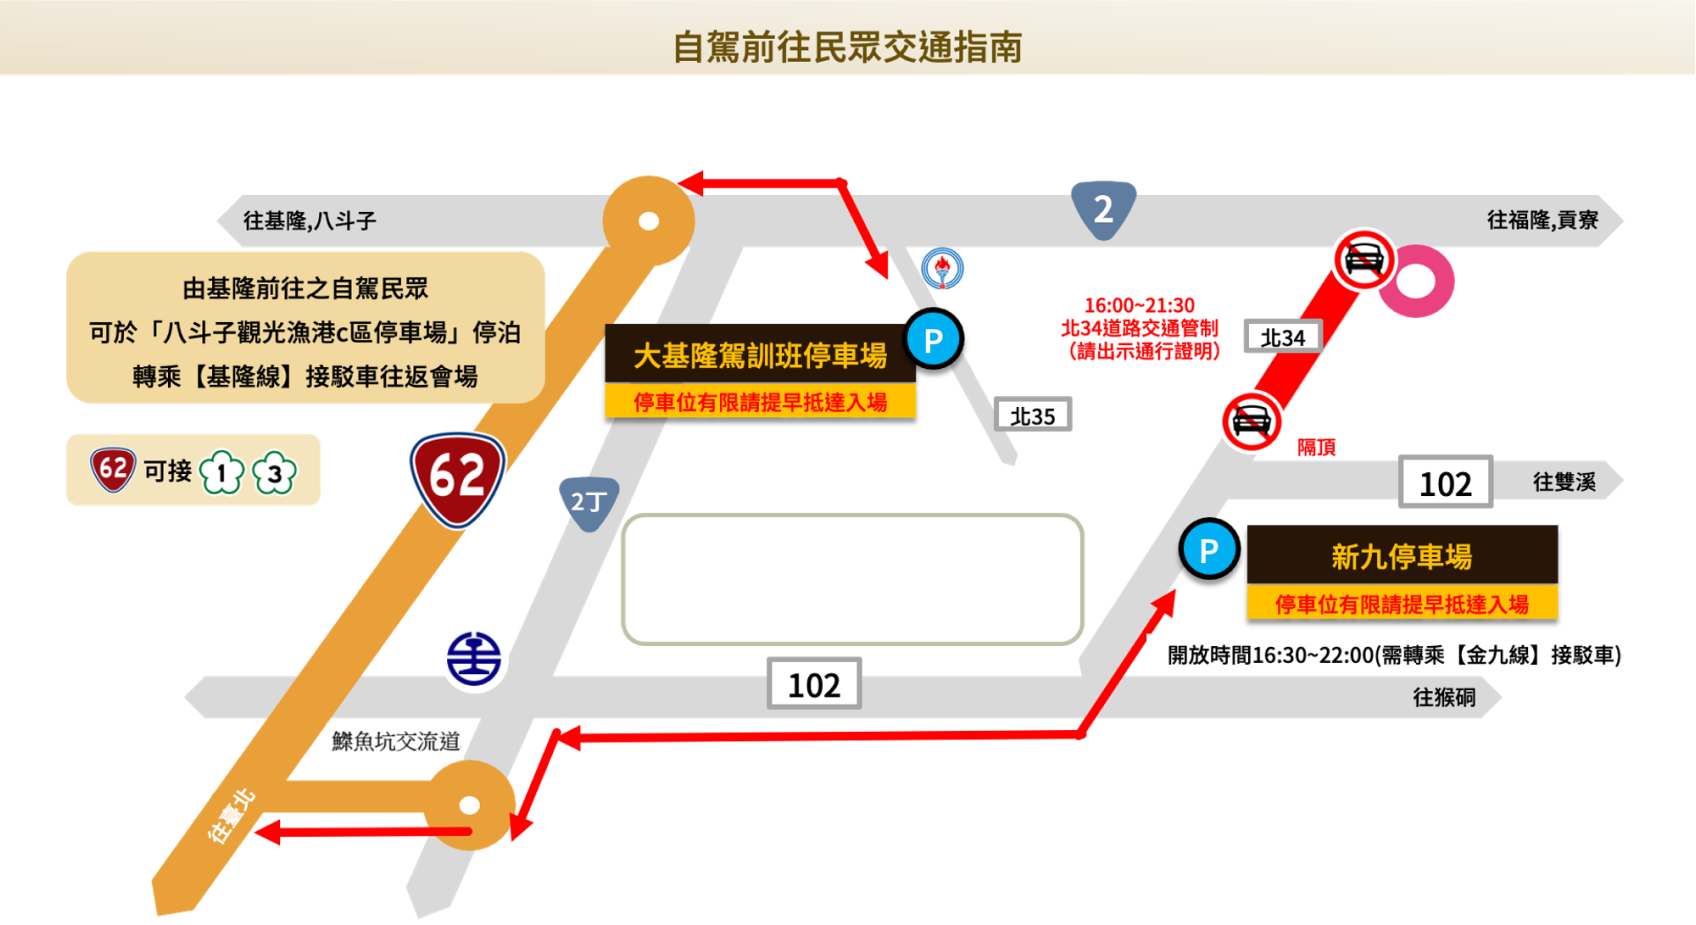 自駕前往民眾交通指南
往基隆,八斗子
2
往福隆,貢寮
由基隆前往之自駕民眾
可於「八斗子觀光漁港c區停車場」停泊
轉乘【基隆線】接駁車往返會場
62 可接 1 3
大基隆駕訓班停車場
P
停車位有限請提早抵達入場
16:00~21:30
北34道路交通管制
(請出示通行證明)
北34
北35
隔頂
62
2丁
102
往雙溪
P
新九停車場
停車位有限請提早抵達入場
開放時間16:30~22:00(需轉乘【金九線】接駁車)
102
往猴硐
鰈魚坑交流道
往臺北